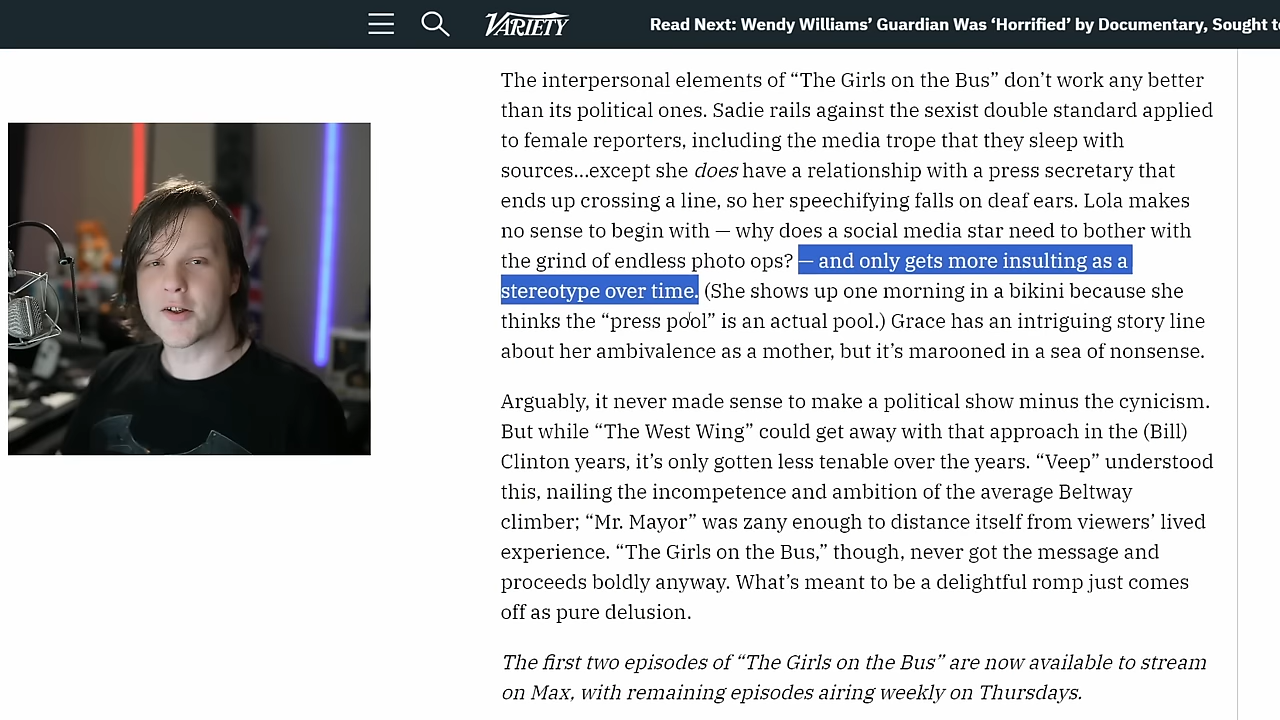 VARIETY
Read Next: Wendy Williams’ Guardian Was ‘Horrified’ by Documentary, Sought
The interpersonal elements of “The Girls on the Bus” don’t work any better
than its political ones. Sadie rails against the sexist double standard applied
to female reporters, including the media trope that they sleep with
sources…except she does have a relationship with a press secretary that
ends up crossing a line, so her speechifying falls on deaf ears. Lola makes
no sense to begin with — why does a social media star need to bother with
the grind of endless photo ops? — and only gets more insulting as a
stereotype over time. (She shows up one morning in a bikini because she
thinks the “press pool” is an actual pool.) Grace has an intriguing story line
about her ambivalence as a mother, but it’s marooned in a sea of nonsense.
Arguably, it never made sense to make a political show minus the cynicism.
But while “The West Wing” could get away with that approach in the (Bill)
Clinton years, it’s only gotten less tenable over the years. “Veep” understood
this, nailing the incompetence and ambition of the average Beltway
climber; “Mr. Mayor” was zany enough to distance itself from viewers’ lived
experience. “The Girls on the Bus,” though, never got the message and
proceeds boldly anyway. What’s meant to be a delightful romp just comes
off as pure delusion.
The first two episodes of “The Girls on the Bus” are now available to stream
on Max, with remaining episodes airing weekly on Thursdays.